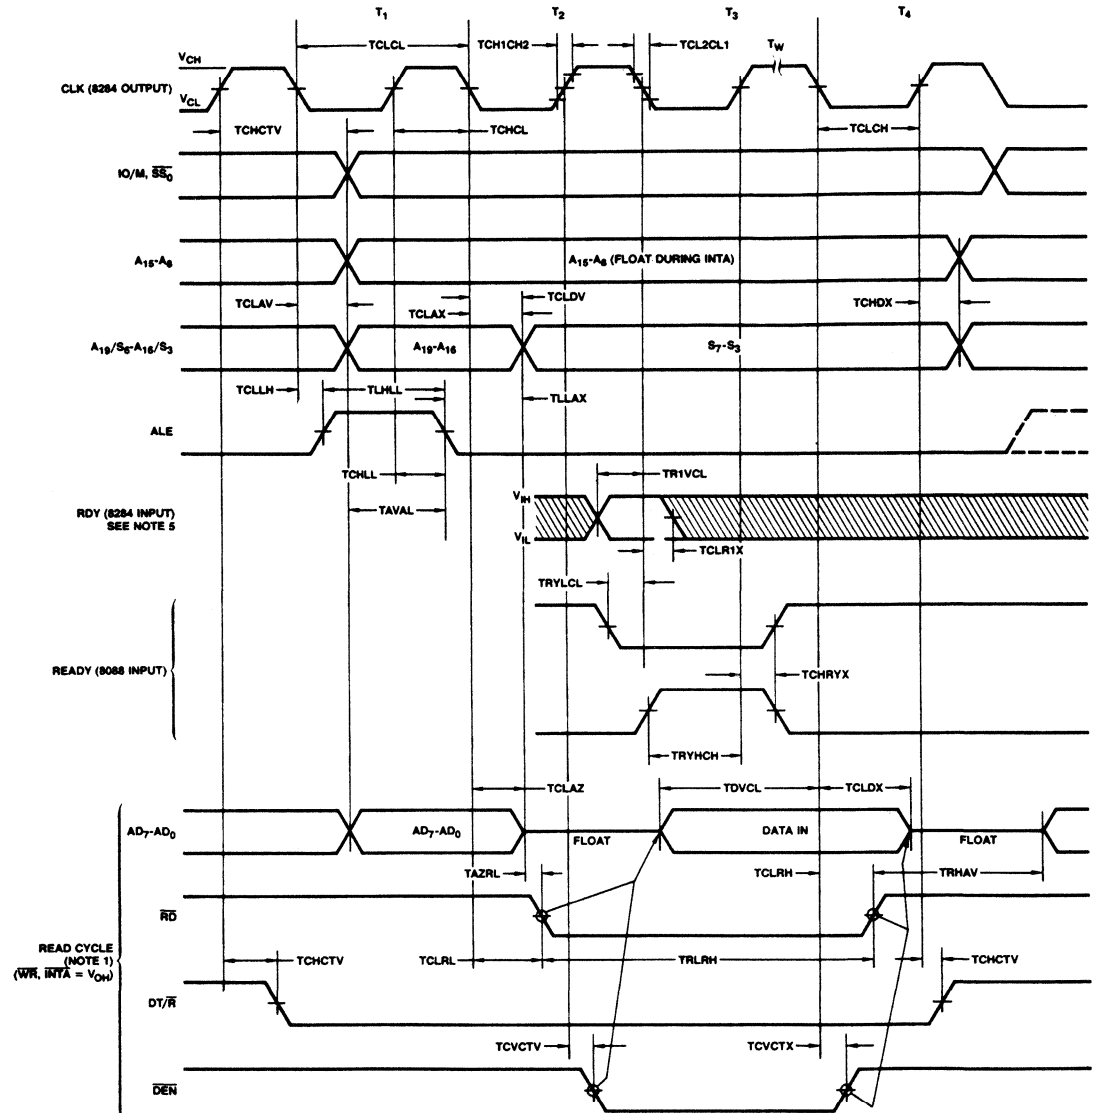 T1 T2 T3 T4
TCLCL TCH1CH2 TCL2CL1 TW
VCH
CLK (8284 OUTPUT)
VCL
TCHCTV TCHCL TCLCH
IO/M, SS0
A15-A8 A15-A8 (FLOAT DURING INTA)
TCLAV TCLDV TCHDX
TCLAX
A19/S6-A16/S3 A19-A16 S7-S3
TCLLH TLHLL TLLAX
ALE
TCHLL TR1VCL
VIH
RDY (8284 INPUT) TAVAL
SEE NOTE 5
VIL
TCLR1X
TRYLCL
READY (8088 INPUT) TCHRYX
TRYHCH
TCLAZ TDVCL TCLDX
AD7-AD0 AD7-AD0 FLOAT DATA IN FLOAT
TAZRL TCLRH TRHAV
RD
READ CYCLE
(NOTE 1)
(WR, INTA = VOH)
TCHCTV TCLRL TRLRH TCHCTV
DT/R
TCVCTV TCVCTX
DEN